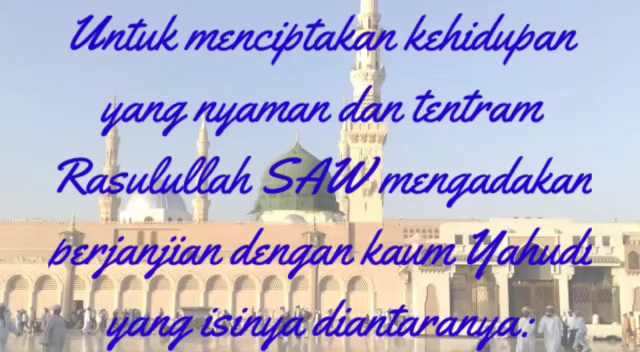 Untuk menciptakan kehidupan
yang nyaman dan tentram
Rasulullah SAW mengadakan
perjanjian dengan kaum Yahudi
yang isinya diantaranya: